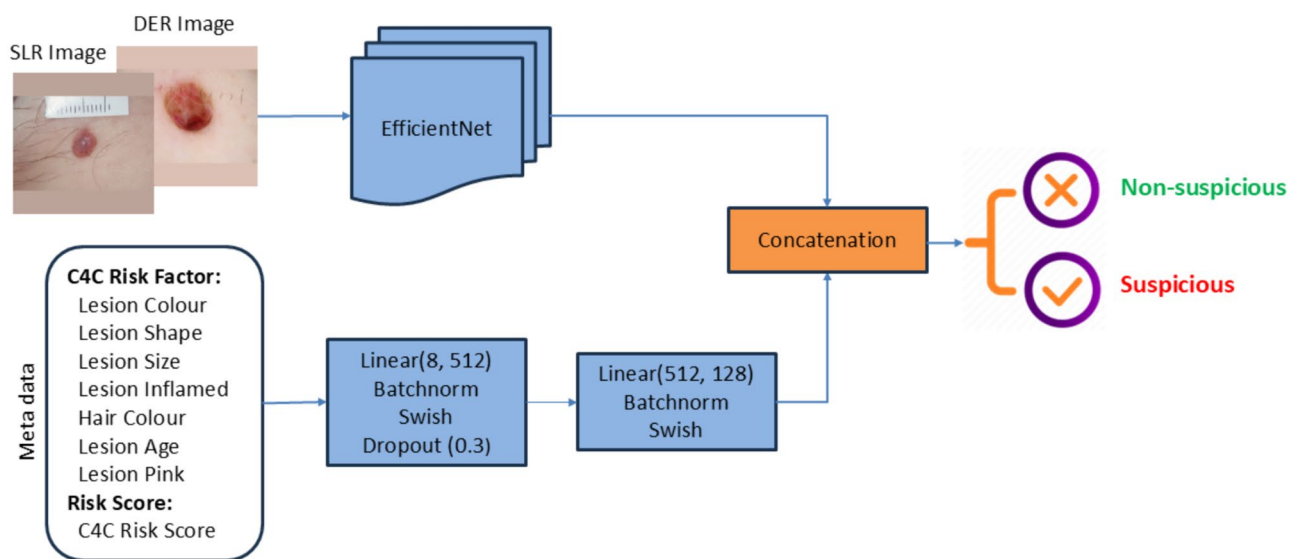 DER Image
SLR Image
EfficientNet
Concatenation
Non-suspicious
Suspicious
Meta data
C4C Risk Factor:
Lesion Colour
Lesion Shape
Lesion Size
Lesion Inflamed
Hair Colour
Lesion Age
Lesion Pink
Risk Score:
C4C Risk Score
Linear(8, 512)
Batchnorm
Swish
Dropout (0.3)
Linear(512, 128)
Batchnorm
Swish